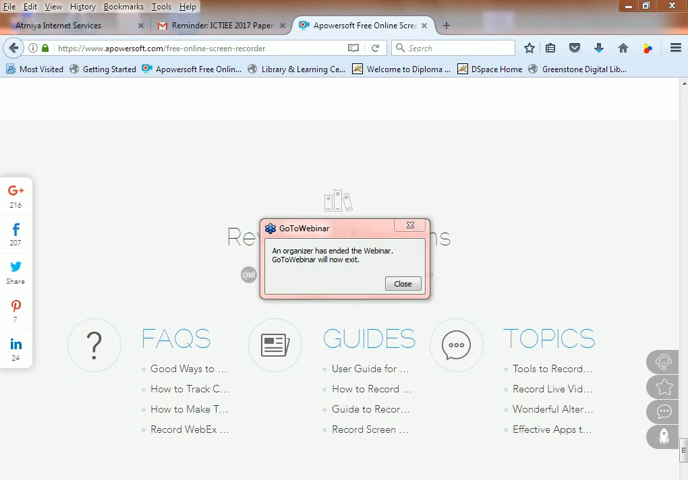 File Edit View History Bookmarks Tools Help
Atmiya Internet Services
Reminder: ICTIEE 2017 Paper
Apowersoft Free Online Scre
https://www.apowersoft.com/free-online-screen-recorder
Search
Most Visited Getting Started Apowersoft Free Onlin... Library & Learning Ce... Welcome to Diploma ... DSpace Home Greenstone Digital Lib...
G+
216
207
Share
7
in
24
GoToWebinar
An organizer has ended the Webinar.
GoToWebinar will now exit.
Close
FAQS
Good Ways to ...
How to Track C...
How to Make T...
Record WebEx ...
GUIDES
User Guide for ...
How to Record ...
Guide to Recor...
Record Screen ...
TOPICS
Tools to Record...
Record Live Vid...
Wonderful Alter...
Effective Apps t...